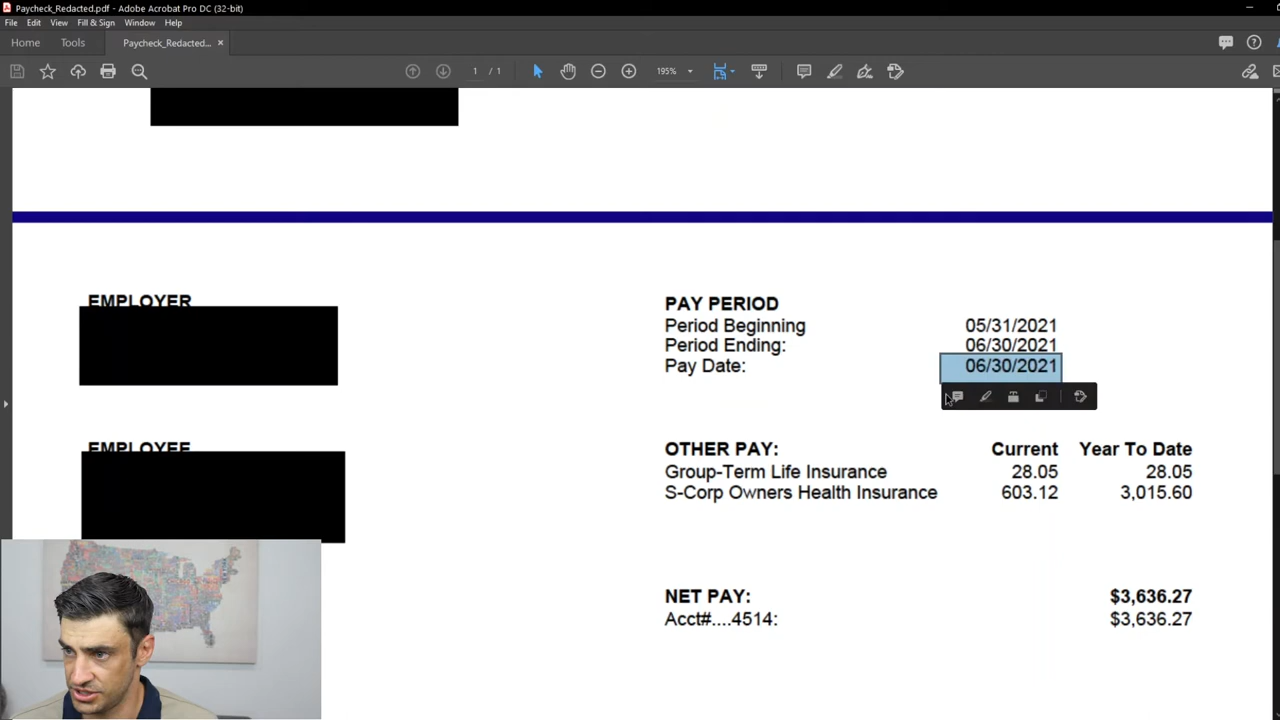 Paycheck_Redacted.pdf - Adobe Acrobat Pro DC (32-bit)
File Edit View Fill & Sign Window Help
Home Tools Paycheck_Redacted... ×
1 / 1 195%
EMPLOYER
PAY PERIOD
Period Beginning 05/31/2021
Period Ending: 06/30/2021
Pay Date: 06/30/2021
EMPLOYEE
OTHER PAY: Current Year To Date
Group-Term Life Insurance 28.05 28.05
S-Corp Owners Health Insurance 603.12 3,015.60
NET PAY: $3,636.27
Acct#....4514: $3,636.27